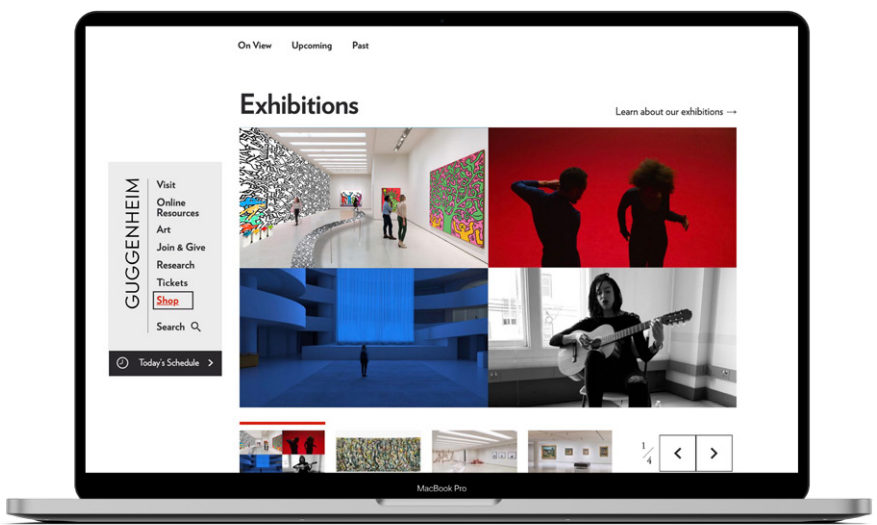 On View Upcoming Past
Exhibitions
Learn about our exhibitions →
GUGGENHEIM
Visit
Online
Resources
Art
Join & Give
Research
Tickets
Shop
Search
Today's Schedule >
1/4
MacBook Pro